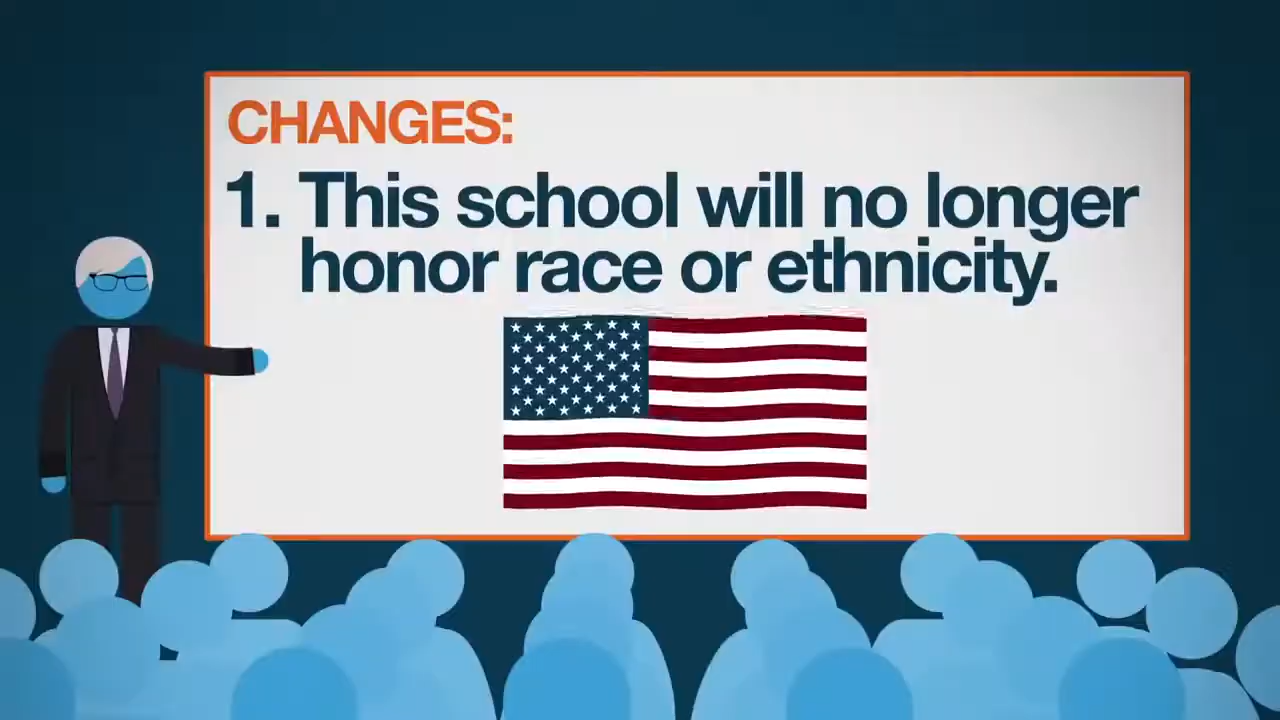 CHANGES:
1. This school will no longer
honor race or ethnicity.